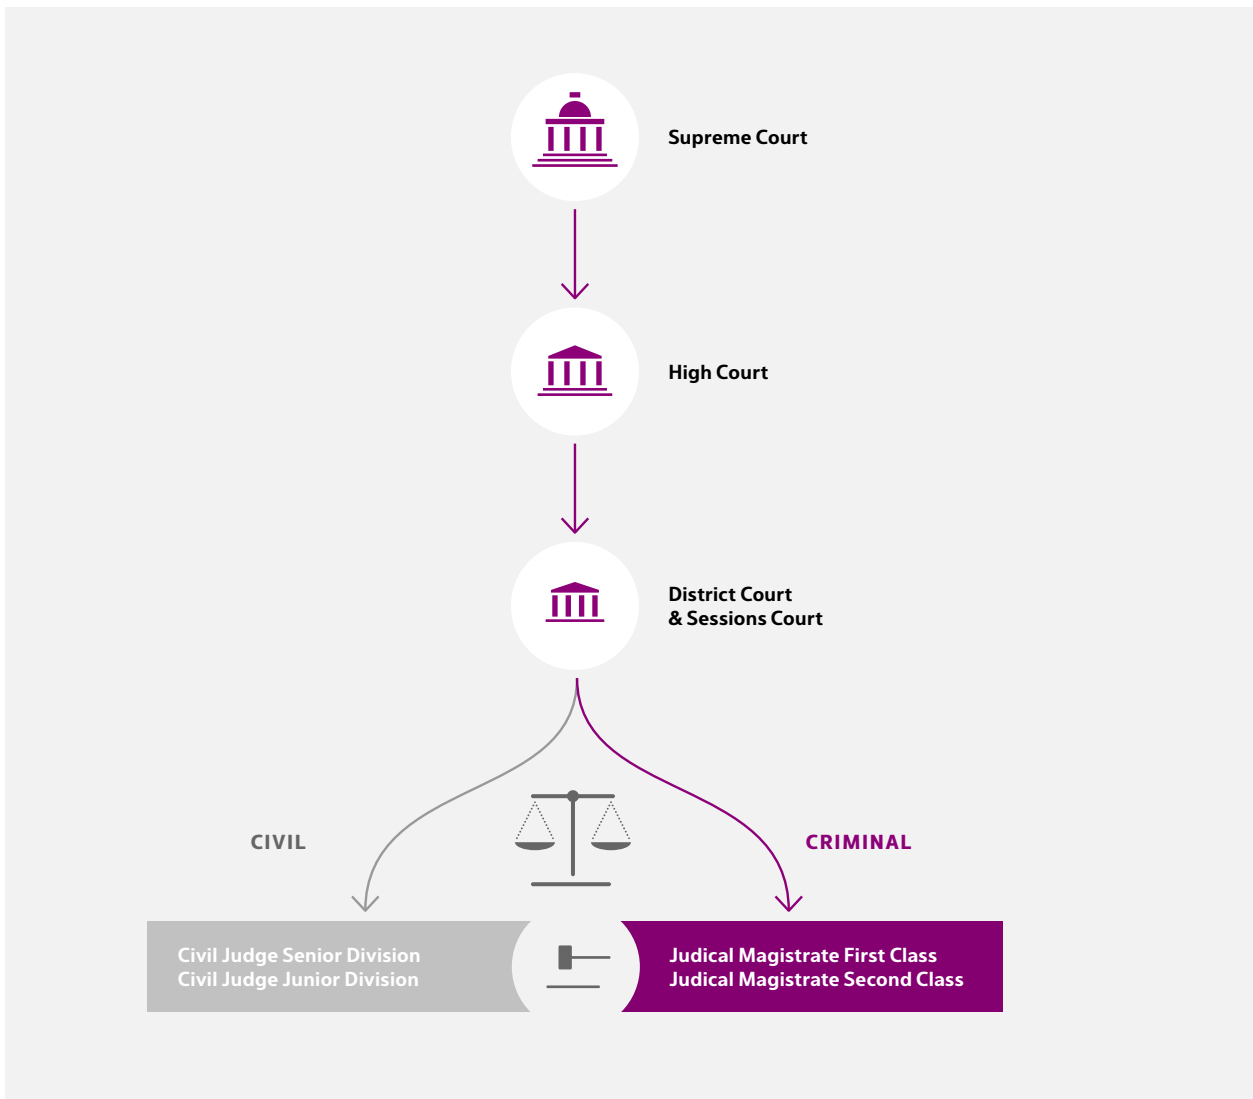 Supreme Court
High Court
District Court
& Sessions Court
CIVIL
CRIMINAL
Civil Judge Senior Division
Civil Judge Junior Division
Judical Magistrate First Class
Judical Magistrate Second Class